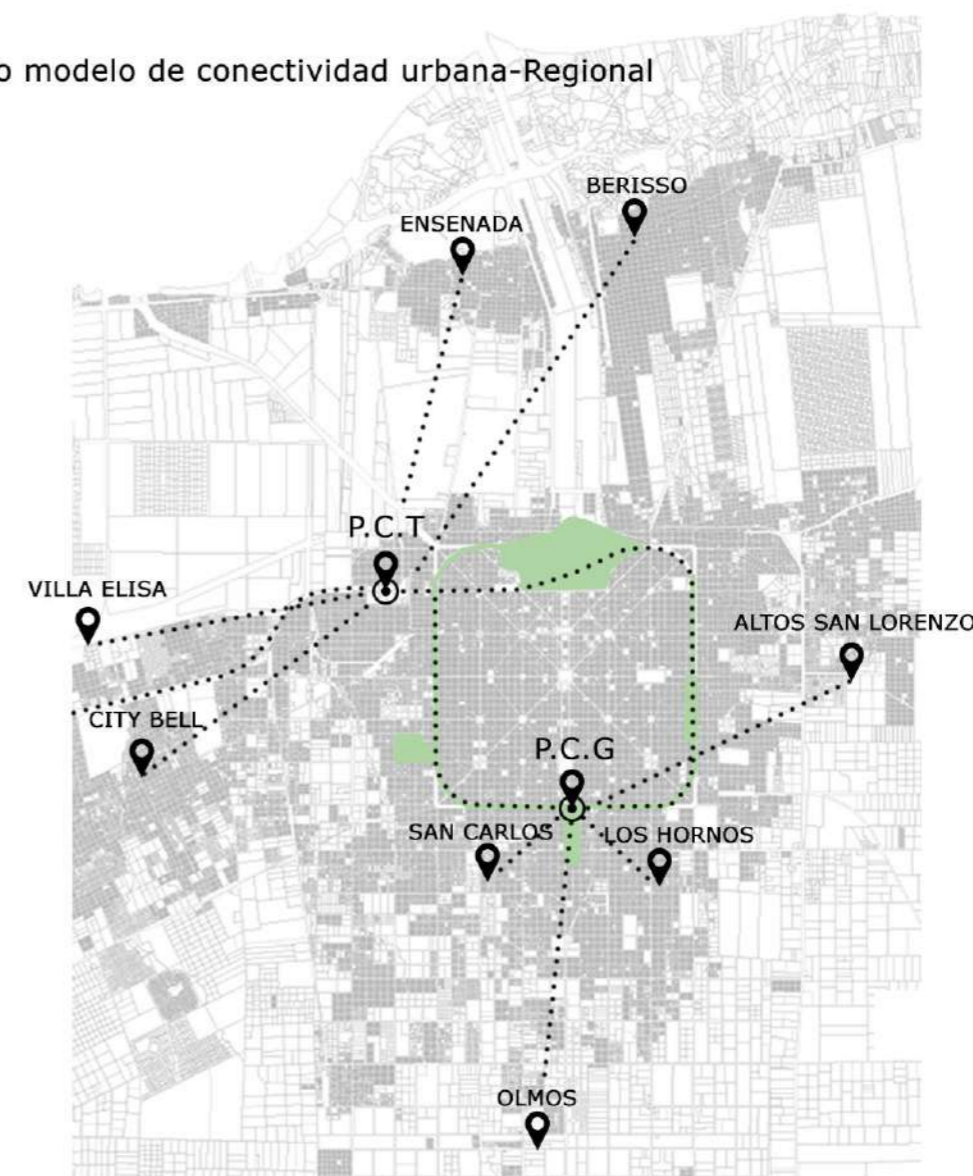 o modelo de conectividad urbana-Regional
BERISSO
ENSENADA
P.C.T
VILLA ELISA
ALTOS SAN LORENZO
CITY BELL
P.C.G
SAN CARLOS
LOS HORNOS
OLMOS